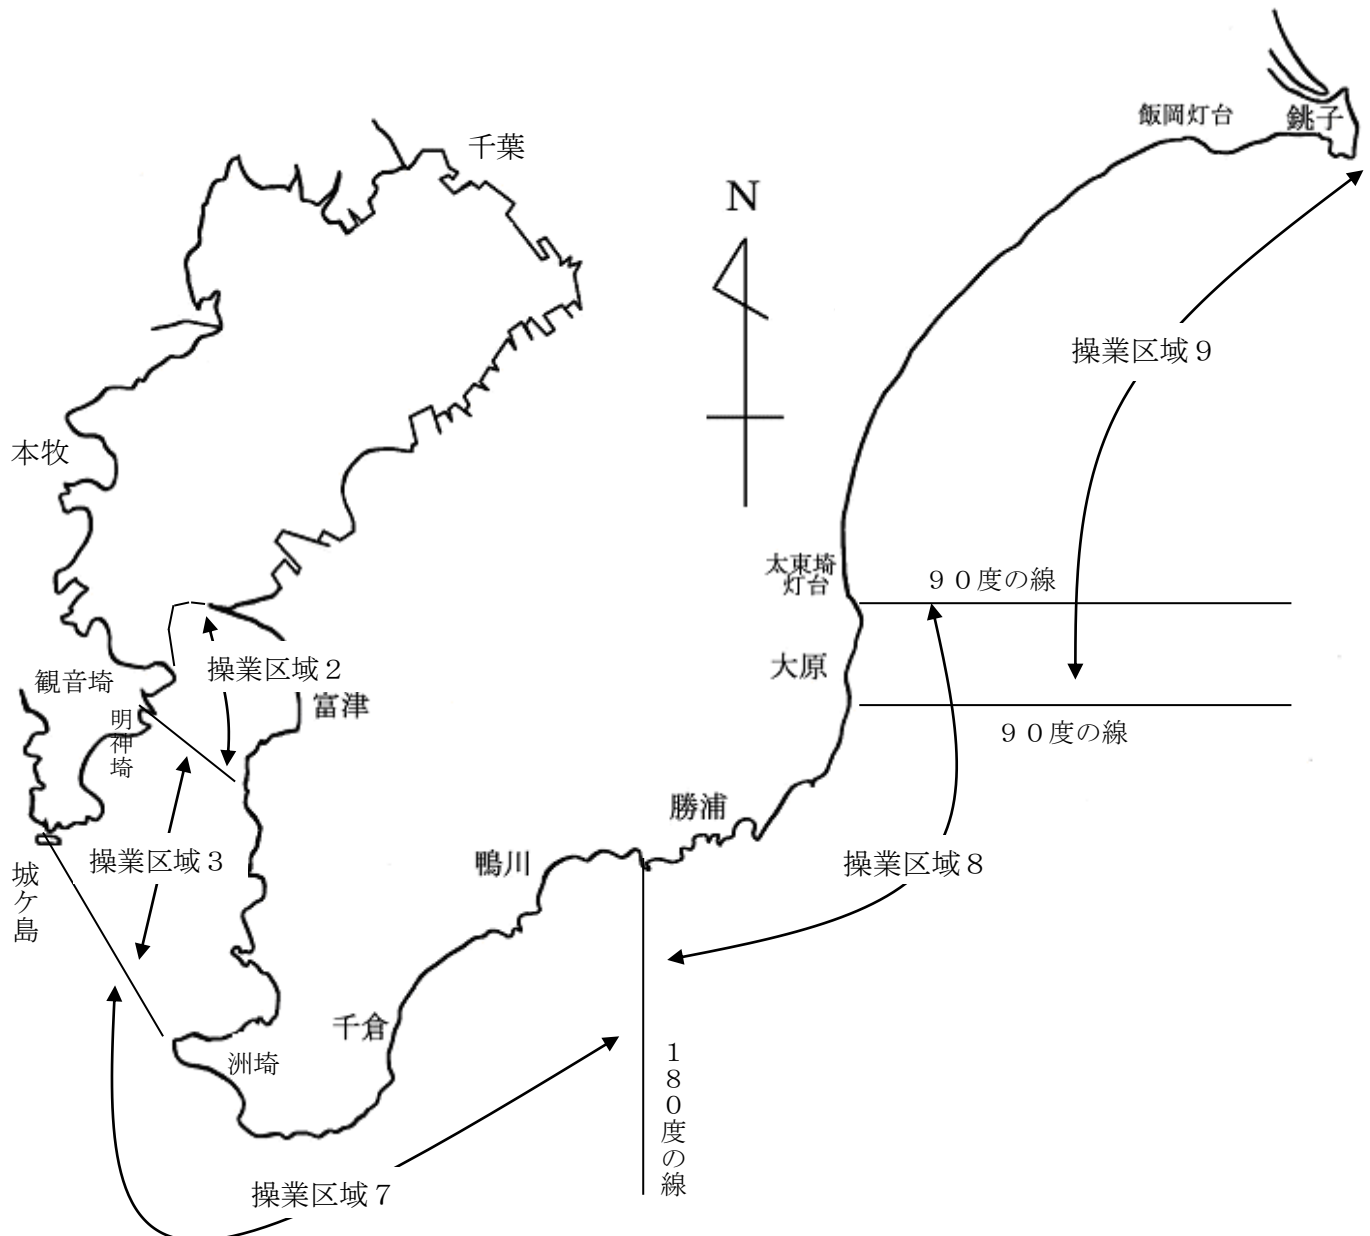 飯岡灯台
銚子
千葉
N
操業区域９
本牧
太東埼
灯台
９０度の線
操業区域２
大原
観音埼
富津
明神埼
９０度の線
勝浦
操業区域３
鴨川
操業区域８
城ケ島
千倉
洲埼
１８０度の線
操業区域７